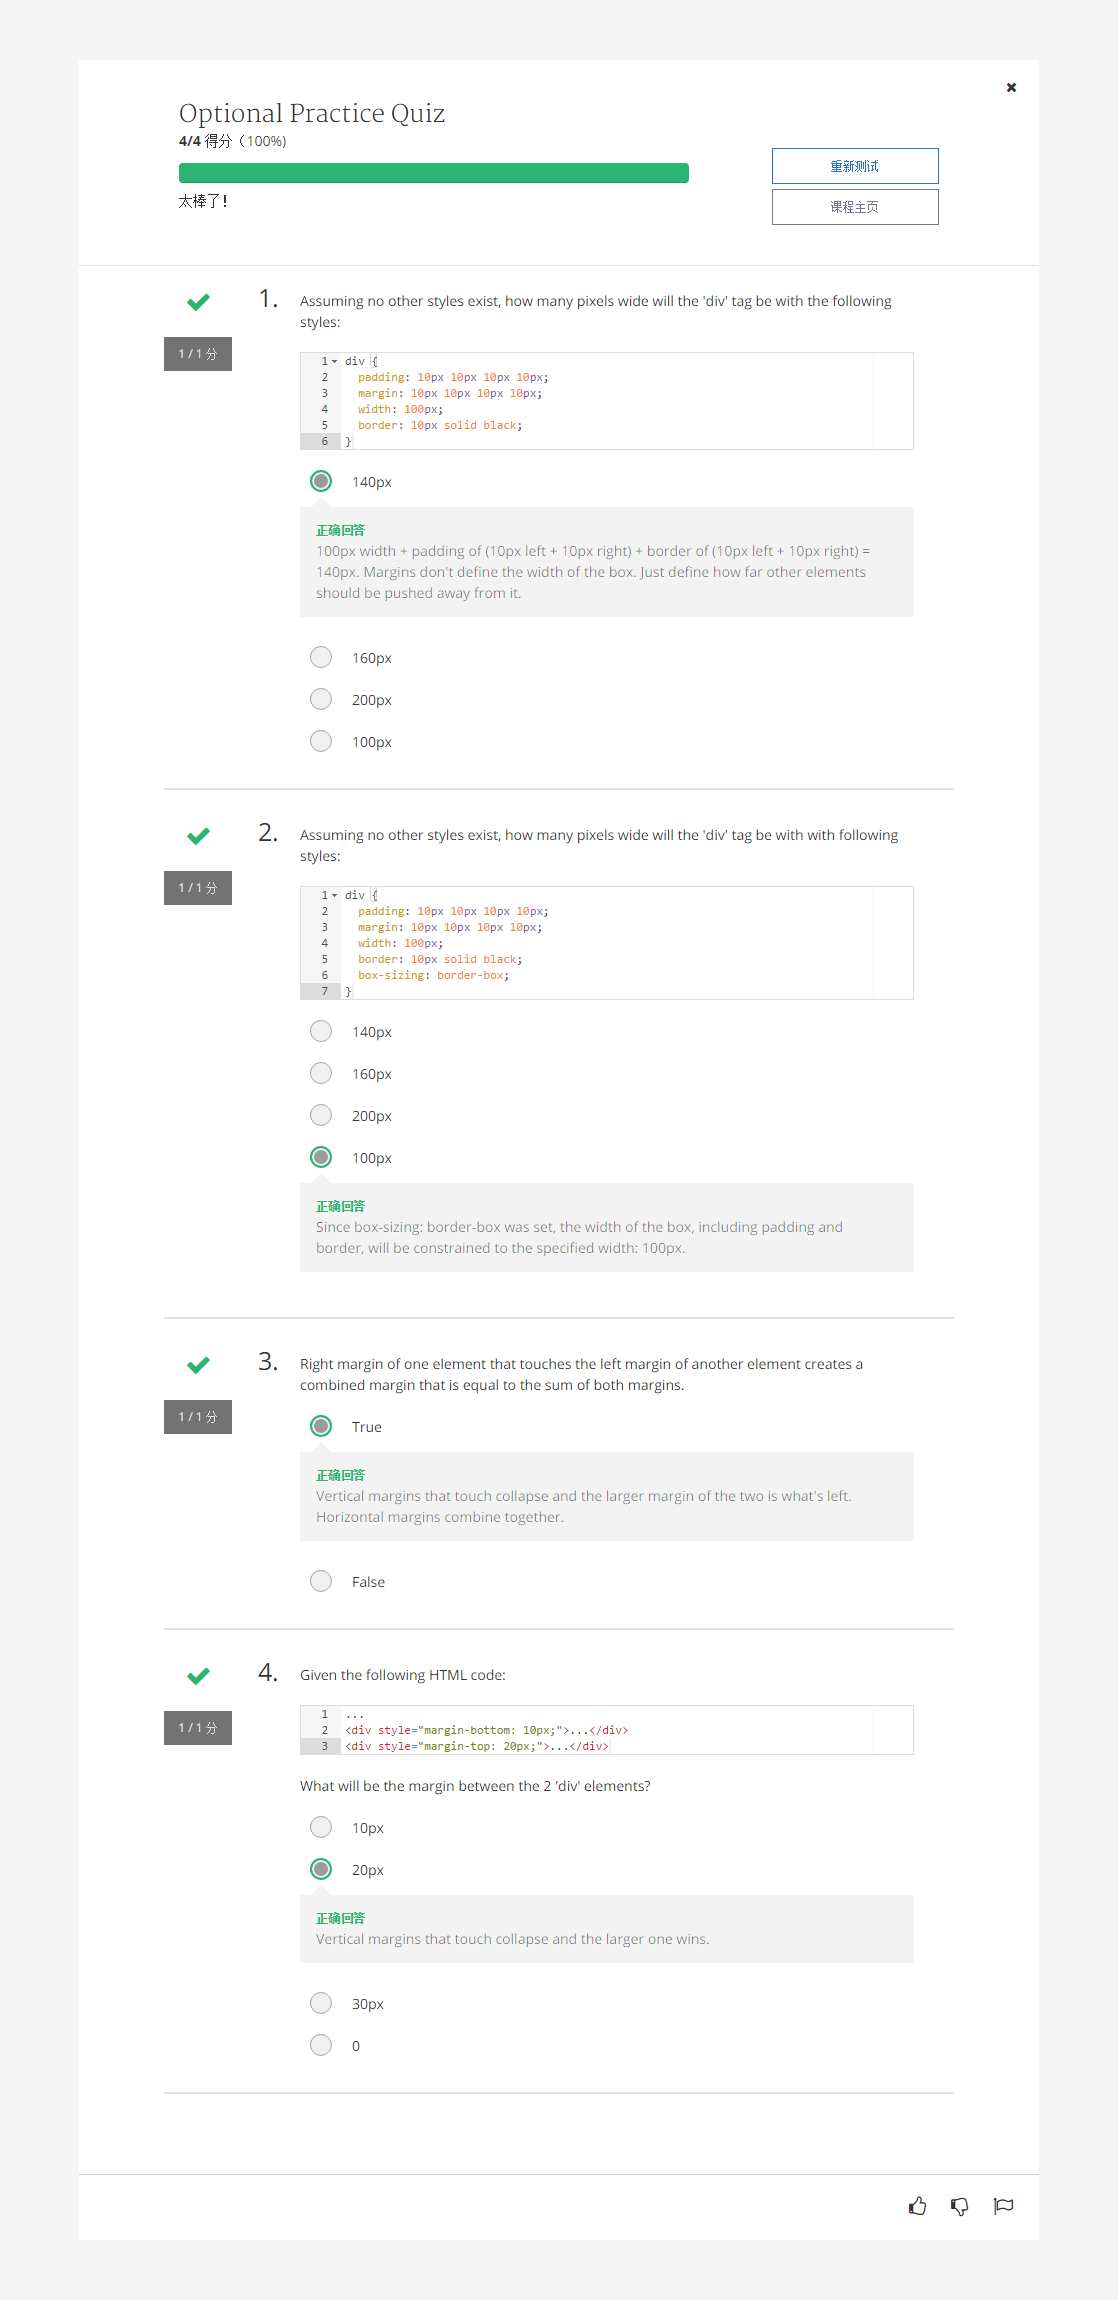 Optional Practice Quiz
4/4 得分（100%)
重新测试
太棒了！
课程主页
1.
Assuming no other styles exist, how many pixels wide will the 'div' tag be with the following
styles:
1 / 1 分
1 div {
2 padding: 10px 10px 10px 10px;
3 margin: 10px 10px 10px 10px;
4 width: 100px;
5 border: 10px solid black;
6 }
140px
正确回答
100px width + padding of (10px left + 10px right) + border of (10px left + 10px right) =
140px. Margins don't define the width of the box. Just define how far other elements
should be pushed away from it.
160px
200px
100px
2.
Assuming no other styles exist, how many pixels wide will the 'div' tag be with with following
styles:
1 / 1 分
1 div {
2 padding: 10px 10px 10px 10px;
3 margin: 10px 10px 10px 10px;
4 width: 100px;
5 border: 10px solid black;
6 box-sizing: border-box;
7 }
140px
160px
200px
100px
正确回答
Since box-sizing: border-box was set, the width of the box, including padding and
border, will be constrained to the specified width: 100px.
3.
Right margin of one element that touches the left margin of another element creates a
combined margin that is equal to the sum of both margins.
1 / 1 分
True
正确回答
Vertical margins that touch collapse and the larger margin of the two is what's left.
Horizontal margins combine together.
False
4.
Given the following HTML code:
1 / 1 分
1 ...
2 <div style="margin-bottom: 10px;">...</div>
3 <div style="margin-top: 20px;">...</div>
What will be the margin between the 2 'div' elements?
10px
20px
正确回答
Vertical margins that touch collapse and the larger one wins.
30px
0